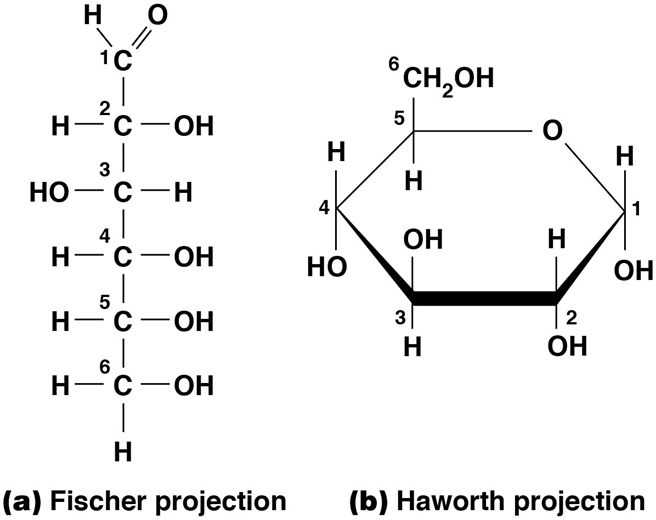 H O
1 C
2
H C OH
3
HO C H
4
H C OH
5
H C OH
6
H C OH
H
(a) Fischer projection
6 CH2OH
5 O
H H
H
4 1
OH H
HO OH
3 2
H OH
(b) Haworth projection